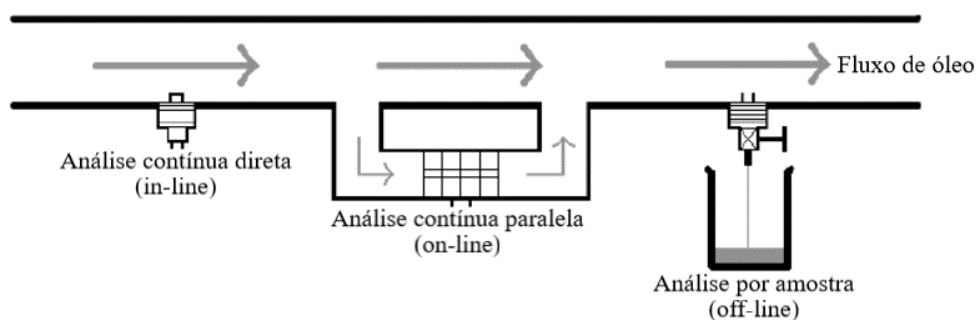 Fluxo de óleo
Análise contínua direta
(in-line)
Análise contínua paralela
(on-line)
Análise por amostra
(off-line)